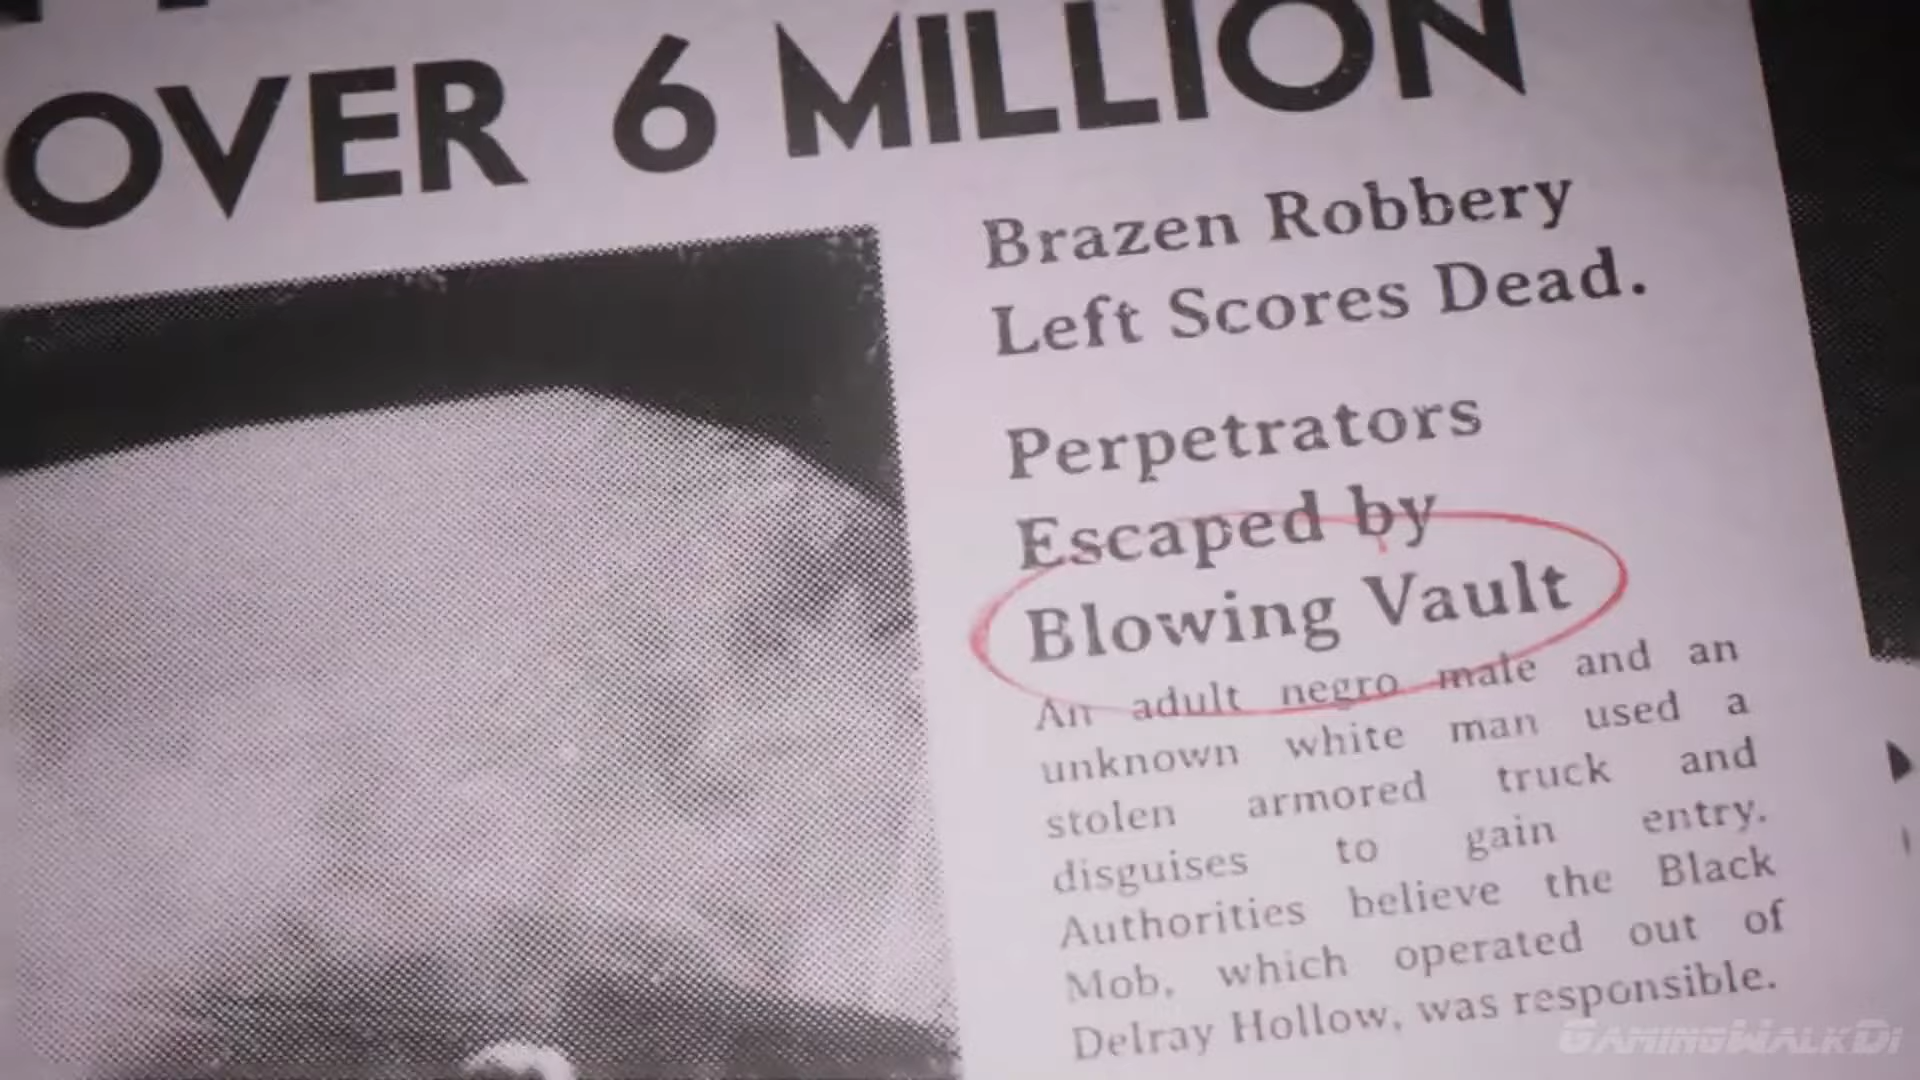 OVER 6 MILLION
Brazen Robbery
Left Scores Dead.
Perpetrators
Escaped by
Blowing Vault
An adult negro male and an
unknown white man used a
stolen armored truck and
disguises to gain entry.
Authorities believe the Black
Mob, which operated out of
Delray Hollow, was responsible.
GAMINGWALKDI